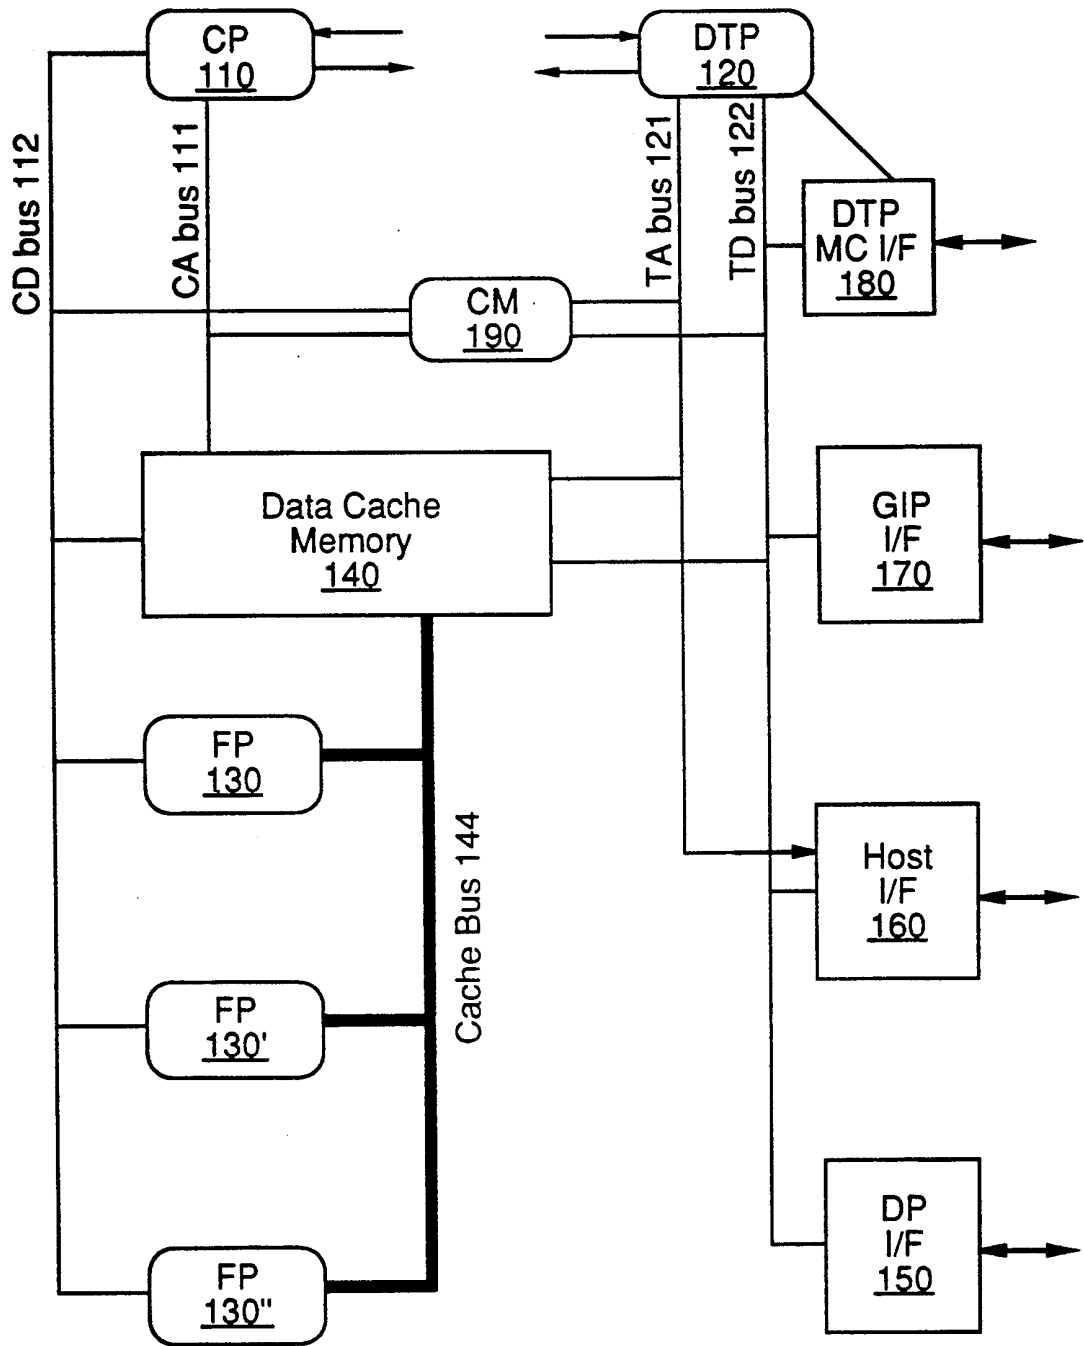 CP
110
DTP
120
CD bus 112
CA bus 111
TA bus 121
TD bus 122
DTP
MC I/F
180
CM
190
Data Cache
Memory
140
GIP
I/F
170
FP
130
Cache Bus 144
Host
I/F
160
FP
130'
DP
I/F
150
FP
130"